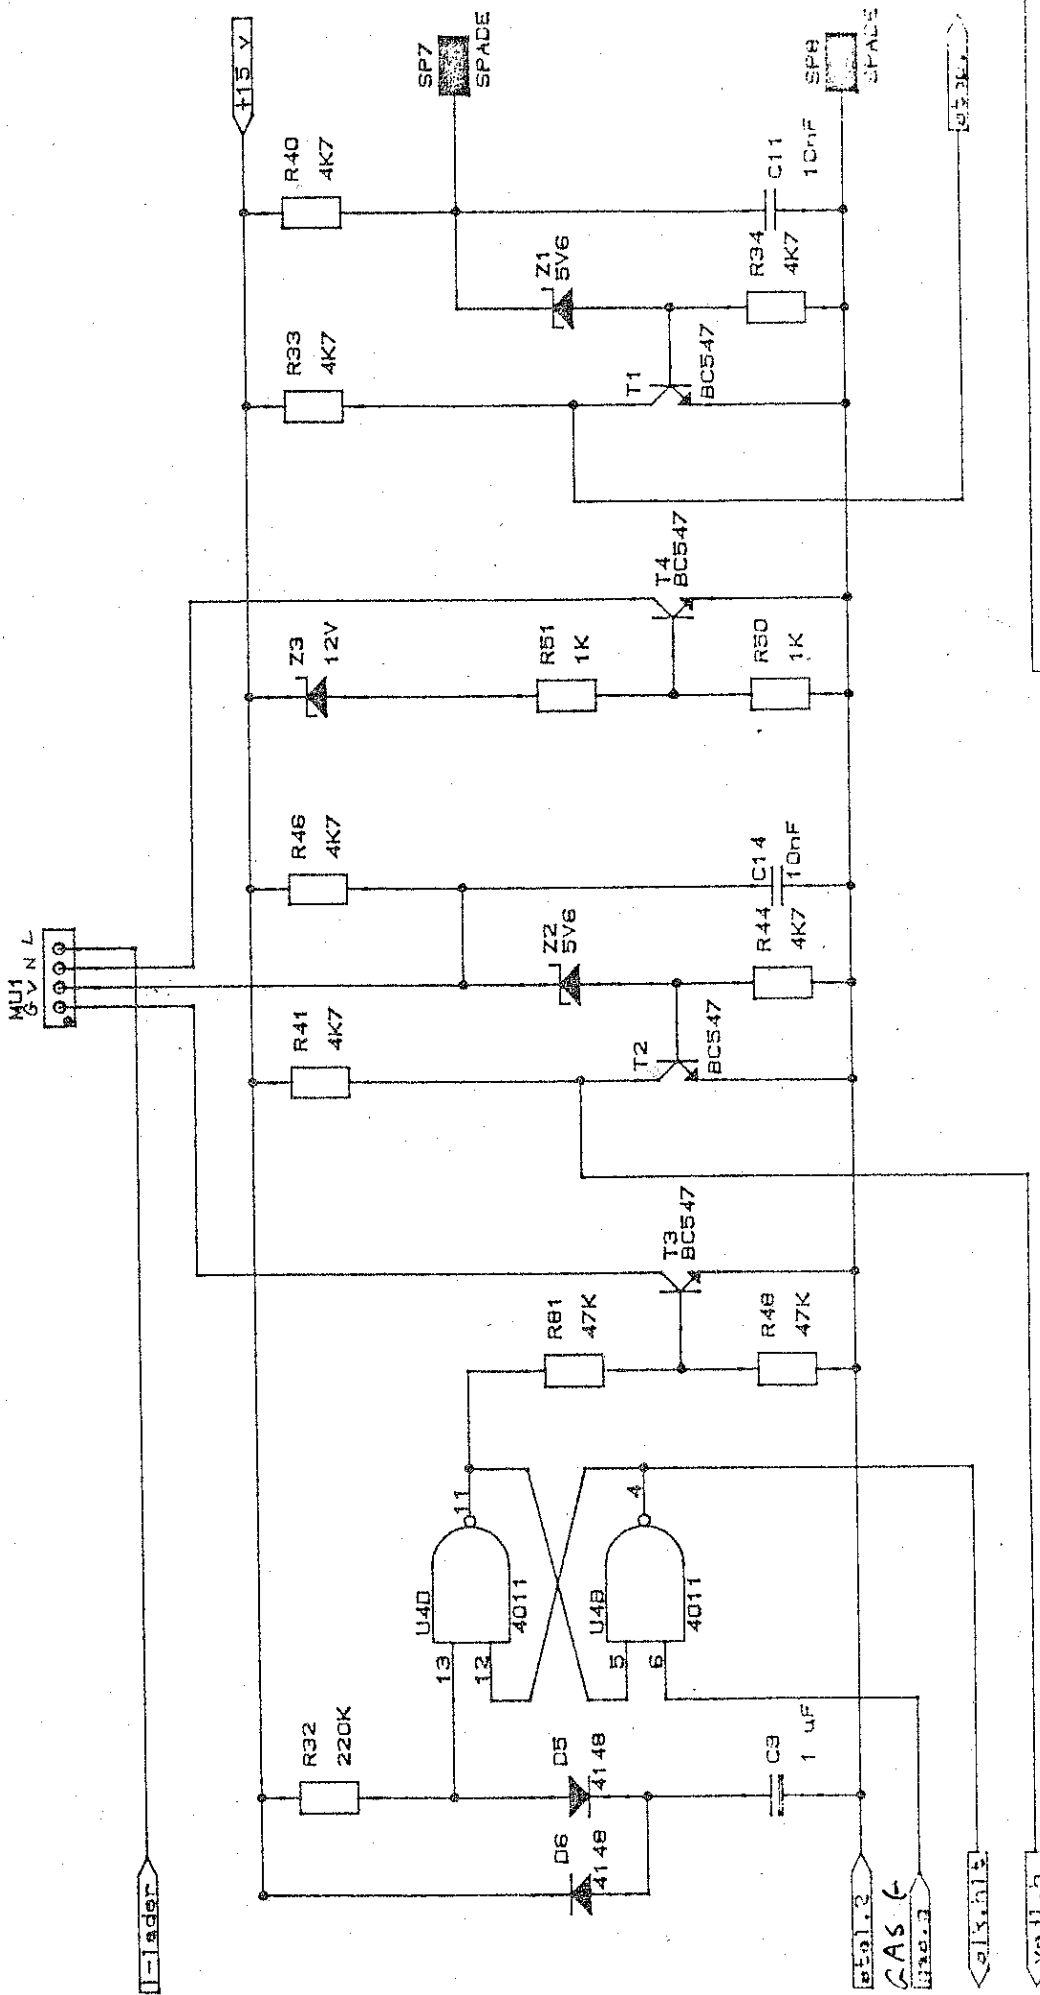 MU1
G V N L
+15 V
R40
4K7
SP7
SPADE
R33
4K7
Z1
5V6
C11
10nF
SP8
SPADE
R34
4K7
T1
BC547
Z3
12V
R51
1K
T4
BC547
R50
1K
R46
4K7
Z2
5V6
C14
10nF
R44
4K7
R41
4K7
T2
BC547
R81
47K
T3
BC547
R48
47K
U4D
4011
13
12
11
U4B
4011
5
6
4
R32
220K
D5
4148
D6
4148
C3
1 uF
GAS